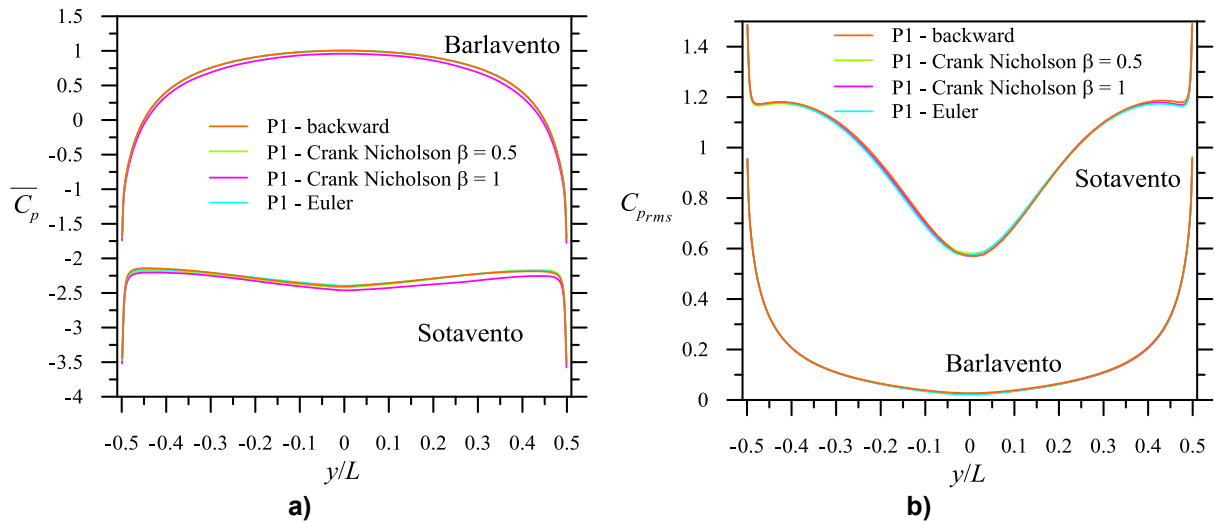 1.5
1
0.5
0
-0.5
-1
-1.5
-2
-2.5
-3
-3.5
-4
Cp
Barlavento
P1 - backward
P1 - Crank Nicholson β = 0.5
P1 - Crank Nicholson β = 1
P1 - Euler
Sotavento
-0.5 -0.4 -0.3 -0.2 -0.1 0 0.1 0.2 0.3 0.4 0.5
y/L
a)
1.4
1.2
1
0.8
0.6
0.4
0.2
0
Cprms
P1 - backward
P1 - Crank Nicholson β = 0.5
P1 - Crank Nicholson β = 1
P1 - Euler
Sotavento
Barlavento
-0.5 -0.4 -0.3 -0.2 -0.1 0 0.1 0.2 0.3 0.4 0.5
y/L
b)